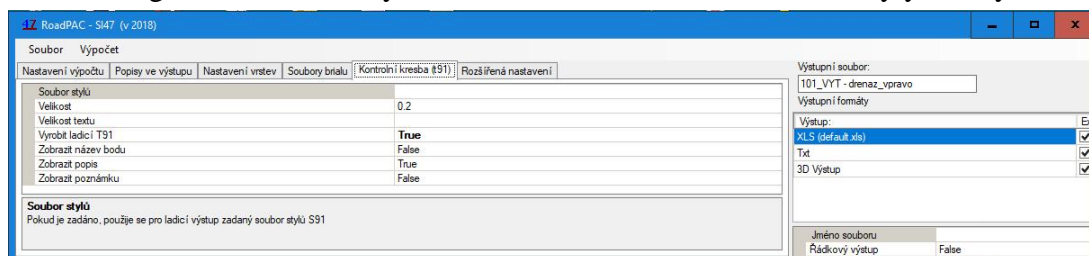 RoadPAC - SI47 (v 2018)
Soubor Výpočet
Nastavení výpočtu Popisy ve výstupu Nastavení vrstev Soubory brialu Kontrolní kresba (t91) Rozšířená nastavení
Soubor stylů
Velikost 0.2
Velikost textu
Vyrobit ladicí T91 True
Zobrazit název bodu False
Zobrazit popis True
Zobrazit poznámku False
Soubor stylů
Pokud je zadáno, použije se pro ladicí výstup zadaný soubor stylů S91
Výstupní soubor:
101_VYT - drenaz_vpravo
Výstupní formáty
Výstup:
XLS (default.xls)
Txt
3D Výstup
Jméno souboru
Řádkový výstup False